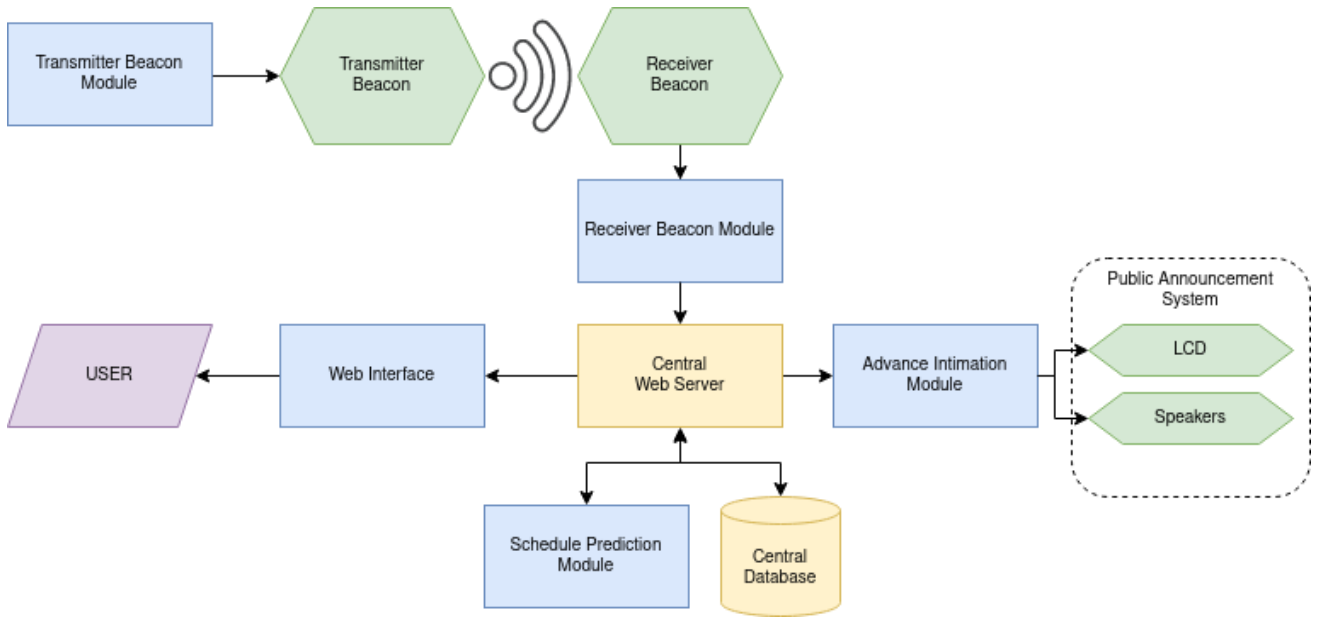 Transmitter Beacon
Module
Transmitter
Beacon
Receiver
Beacon
Receiver Beacon Module
Public Announcement
System
LCD
Speakers
USER
Web Interface
Central
Web Server
Advance Intimation
Module
Schedule Prediction
Module
Central
Database